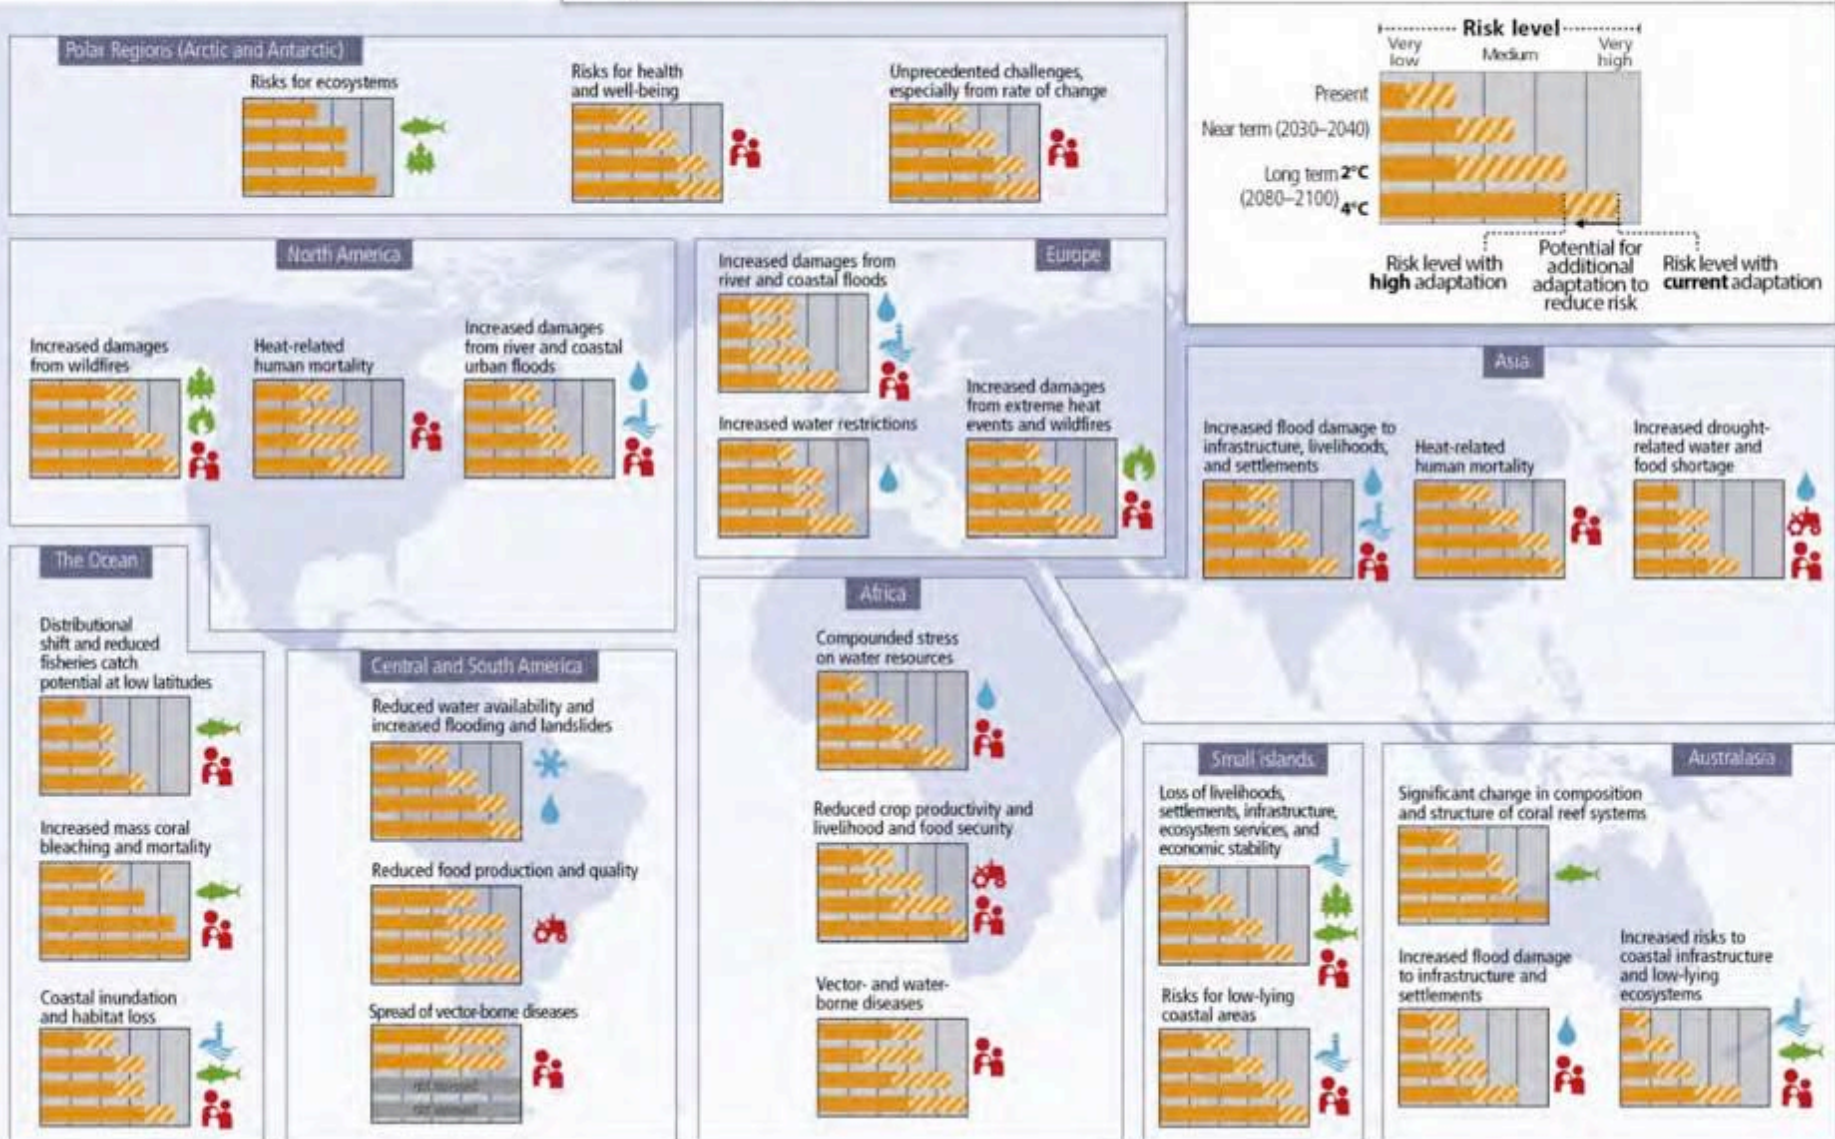 Polar Regions (Arctic and Antarctic)
Risks for ecosystems
Risks for health
and well-being
Unprecedented challenges,
especially from rate of change
Risk level
Very
low
Medium
Very
high
Present
Near term (2030–2040)
Long term 2°C
(2080–2100) 4°C
Risk level with
high adaptation
Potential for
additional
adaptation to
reduce risk
Risk level with
current adaptation
North America
Increased damages
from wildfires
Heat-related
human mortality
Increased damages
from river and coastal
urban floods
Europe
Increased damages from
river and coastal floods
Increased water restrictions
Increased damages
from extreme heat
events and wildfires
Asia
Increased flood damage to
infrastructure, livelihoods,
and settlements
Heat-related
human mortality
Increased drought-
related water and
food shortage
The Ocean
Distributional
shift and reduced
fisheries catch
potential at low latitudes
Increased mass coral
bleaching and mortality
Coastal inundation
and habitat loss
Central and South America
Reduced water availability and
increased flooding and landslides
Reduced food production and quality
Spread of vector-borne diseases
not assessed
not assessed
Africa
Compounded stress
on water resources
Reduced crop productivity and
livelihood and food security
Vector- and water-
borne diseases
Small islands
Loss of livelihoods,
settlements, infrastructure,
ecosystem services, and
economic stability
Risks for low-lying
coastal areas
Australasia
Significant change in composition
and structure of coral reef systems
Increased flood damage
to infrastructure and
settlements
Increased risks to
coastal infrastructure
and low-lying
ecosystems